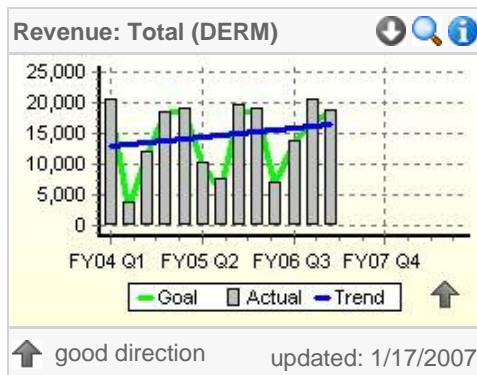 Revenue: Total (DERM)
25,000
20,000
15,000
10,000
5,000
0
FY04 Q1 FY05 Q2 FY06 Q3 FY07 Q4
Goal Actual Trend
good direction updated: 1/17/2007